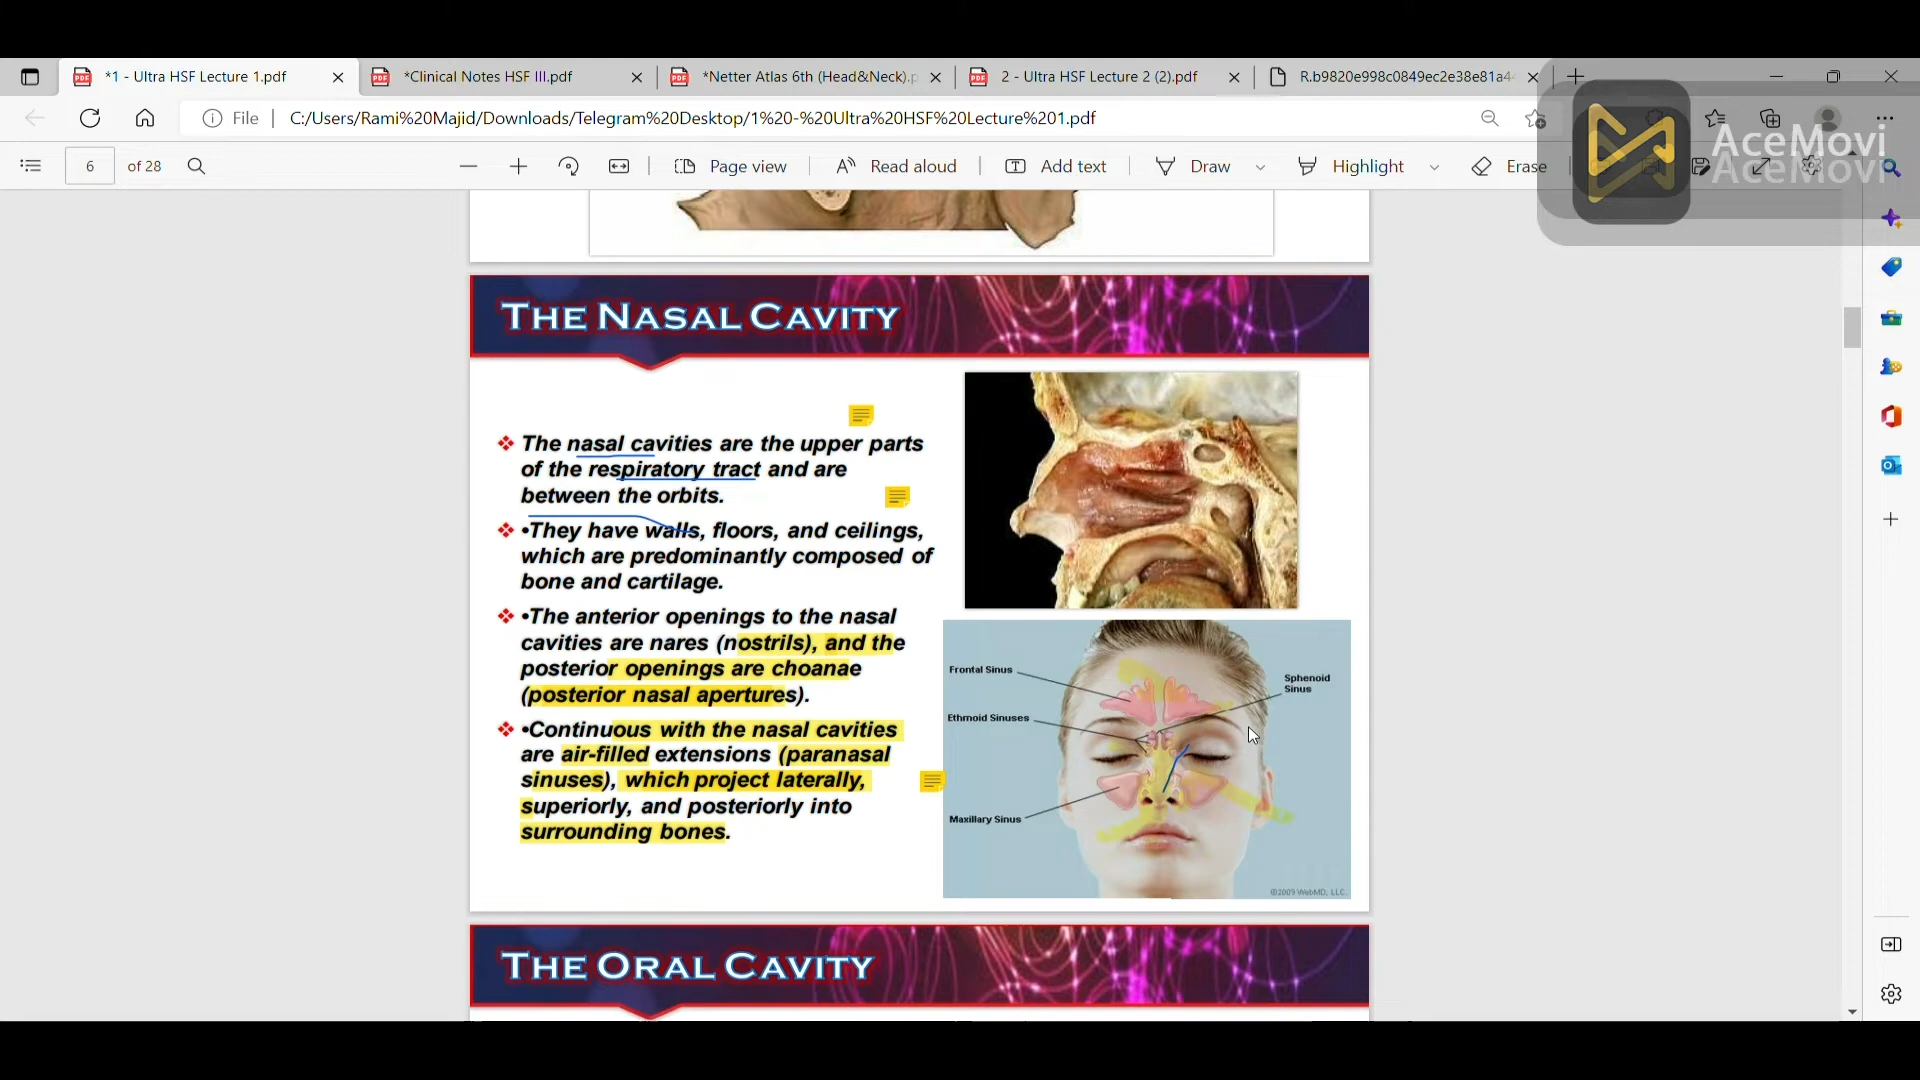 *1 - Ultra HSF Lecture 1.pdf
*Clinical Notes HSF III.pdf
*Netter Atlas 6th (Head&Neck).p
2 - Ultra HSF Lecture 2 (2).pdf
R.b9820e998c0849ec2e38e81a4
File
C:/Users/Rami%20Majid/Downloads/Telegram%20Desktop/1%20-%20Ultra%20HSF%20Lecture%201.pdf
AceMovi
AceMovi
6 of 28
Page view
Read aloud
Add text
Draw
Highlight
Erase
The Nasal Cavity
The nasal cavities are the upper parts
of the respiratory tract and are
between the orbits.
•They have walls, floors, and ceilings,
which are predominantly composed of
bone and cartilage.
•The anterior openings to the nasal
cavities are nares (nostrils), and the
posterior openings are choanae
(posterior nasal apertures).
•Continuous with the nasal cavities
are air-filled extensions (paranasal
sinuses), which project laterally,
superiorly, and posteriorly into
surrounding bones.
Frontal Sinus
Sphenoid
Sinus
Ethmoid Sinuses
Maxillary Sinus
©2009 WebMD, LLC.
The Oral Cavity